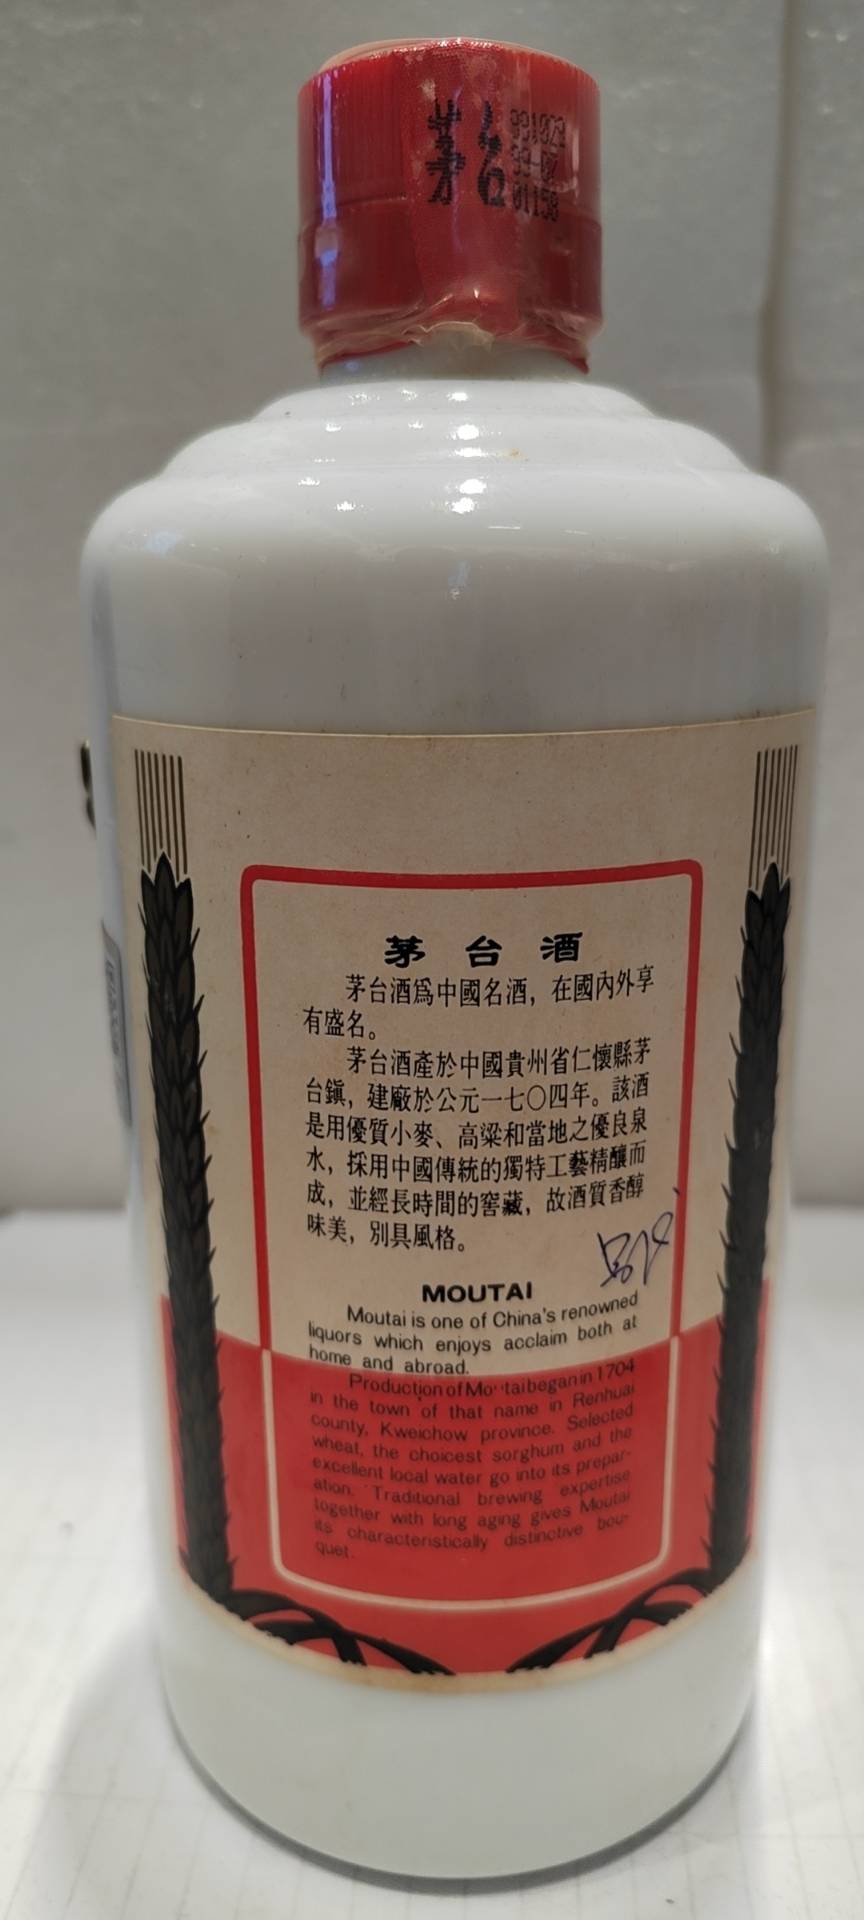 茅台
991029
99-02
01158
茅台酒
茅台酒爲中國名酒，在國内外享
有盛名。
茅台酒產於中國貴州省仁懷縣茅
台鎮，建廠於公元一七〇四年。該酒
是用優質小麥、高粱和當地之優良泉
水，採用中國傳統的獨特工藝精釀而
成，並經長時間的窖藏，故酒質香醇
味美，別具風格。
MOUTAI
Moutai is one of China's renowned
liquors which enjoys acclaim both at
home and abroad.
Production of Moutai began in 1704
in the town of that name in Renhuai
county, Kweichow province. Selected
wheat, the choicest sorghum and the
excellent local water go into its prepar-
ation. Traditional brewing expertise
together with long aging gives Moutai
its characteristically distinctive bou-
quet.